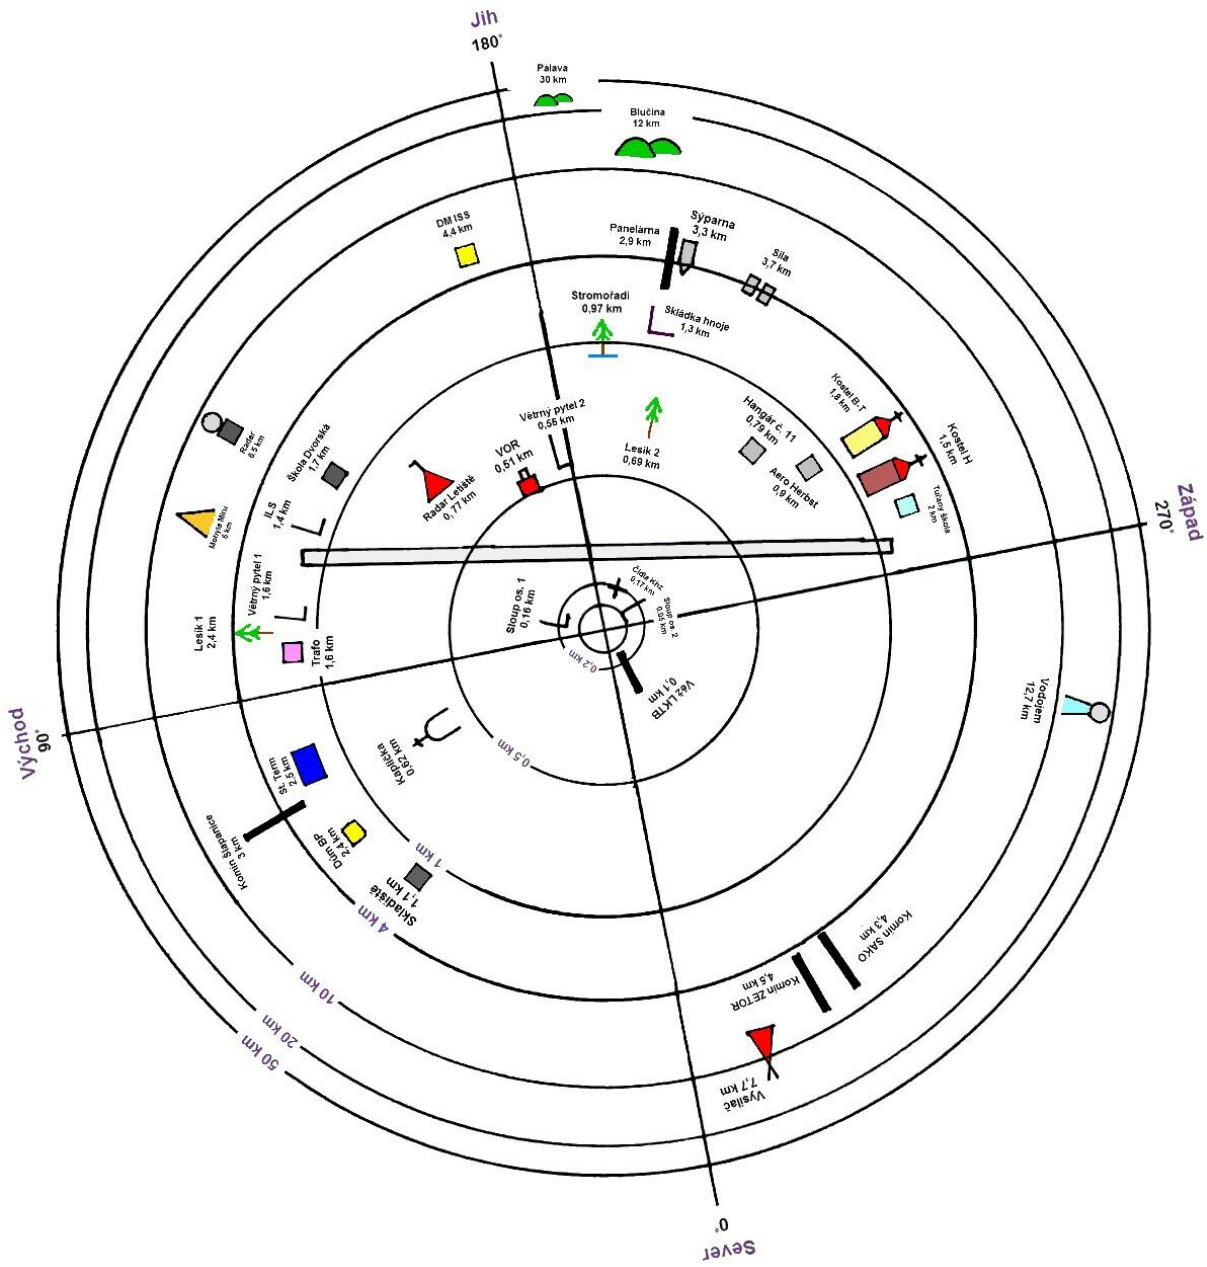 Jih
180°
Pálava
30 km
Blučina
12 km
DM ISS
4,4 km
Panelárna
2,9 km
Sýparna
3,3 km
Sila
3,7 km
Stromořadí
0,97 km
Skládka hnoje
1,3 km
Kostel B-T
1,8 km
Kostel H
1,5 km
Hangár č. 11
0,79 km
Aero Herbst
0,9 km
Tuřany škola
2 km
Větrný pytel 2
0,56 km
Lesík 2
0,69 km
VOR
0,51 km
Radar Letiště
0,77 km
Škola Dvorská
1,7 km
Radar
6,5 km
Mohyla Míru
6 km
ILS
1,4 km
Větrný pytel 1
1,6 km
Lesík 1
2,4 km
Trafo
1,6 km
Sloup os. 1
0,16 km
Čidla RhZ
0,17 km
Sloup os. 2
0,05 km
Věž LKTB
0,1 km
0,2 km
Západ
270°
Východ
90°
Vodojem
12,7 km
Kaplička
0,62 km
0,5 km
St. Term
2,5 km
Komín Šlapanice
3 km
Dům BP
2,4 km
1 km
Skladiště
1,1 km
4 km
10 km
20 km
50 km
Komín SAKO
4,3 km
Komín ZETOR
4,5 km
Vysílač
7,7 km
0°
Sever